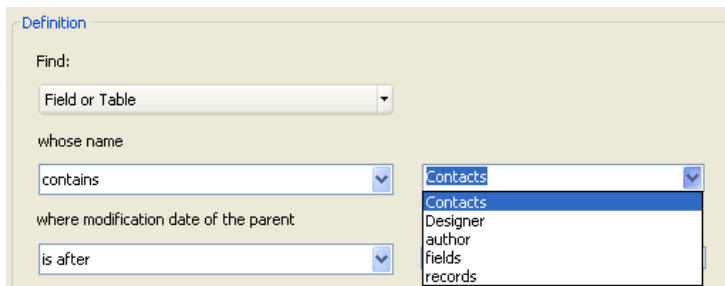 Definition
Find:
Field or Table
whose name
contains
Contacts
Contacts
Designer
author
fields
records
where modification date of the parent
is after